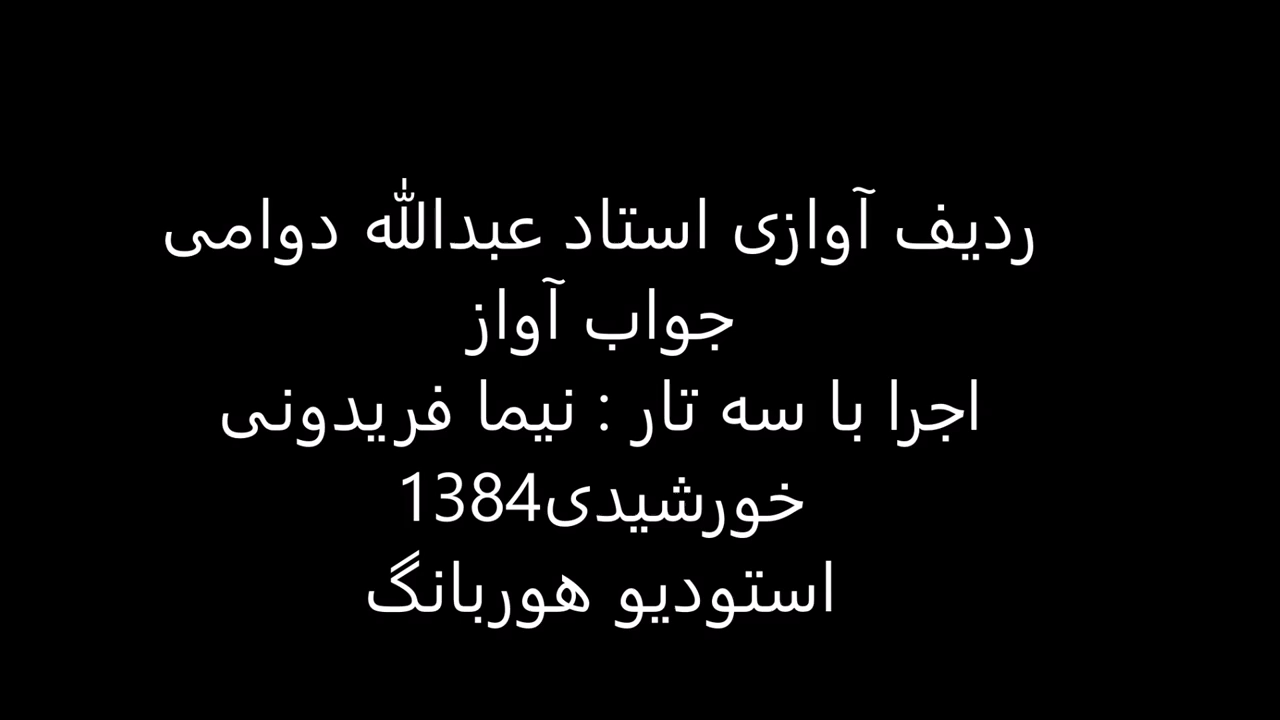 ردیف آوازی استاد عبدالله دوامی
جواب آواز
اجرا با سه تار : نیما فریدونی
خورشیدی1384
استودیو هوربانگ